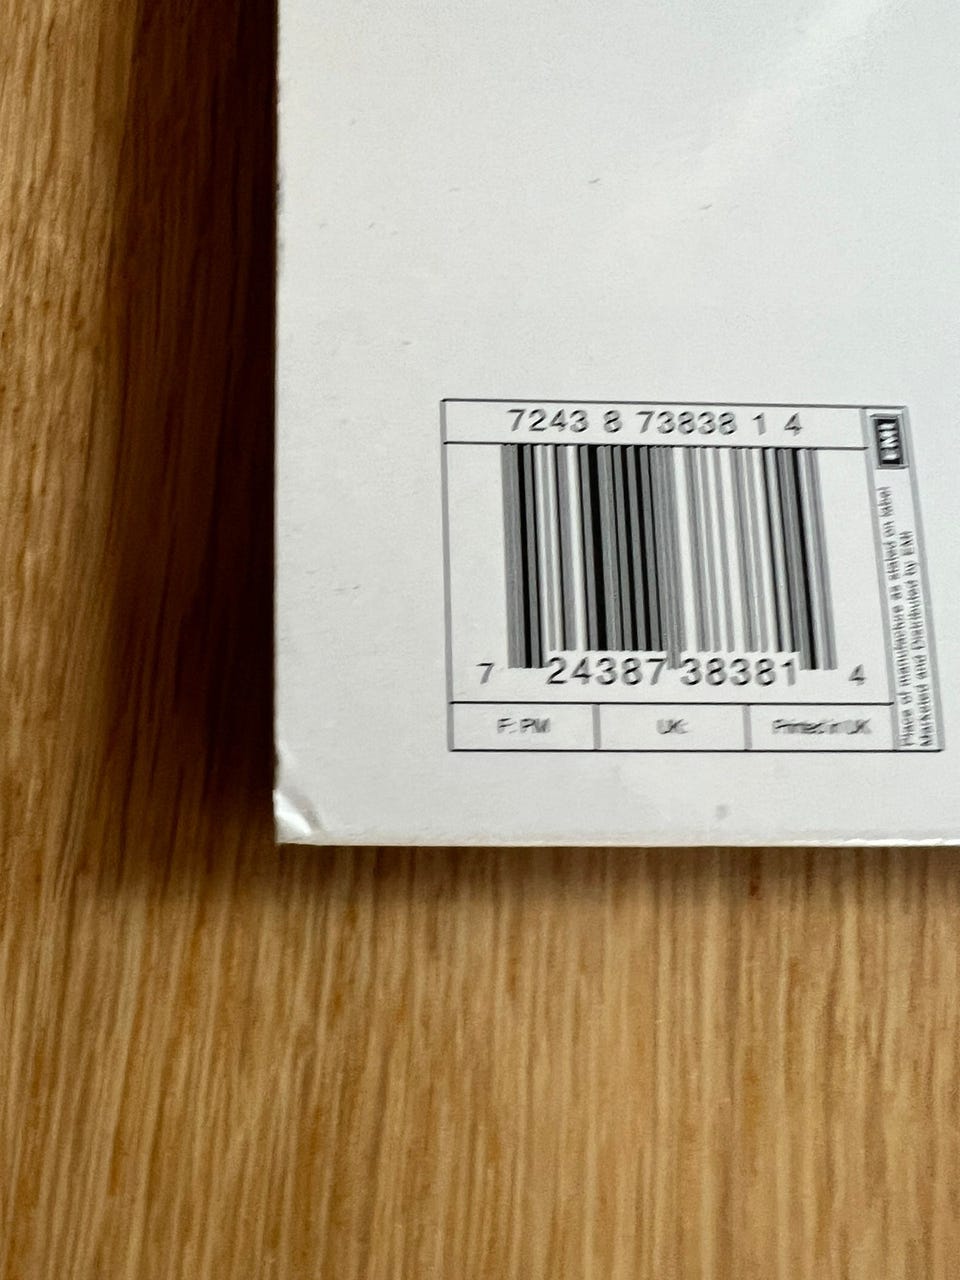 7243 8 73838 1 4
EMI
7 24387 38381 4
F: PM
UK:
Printed in UK
Place of manufacture as stated on label
Marketed and Distributed by EMI